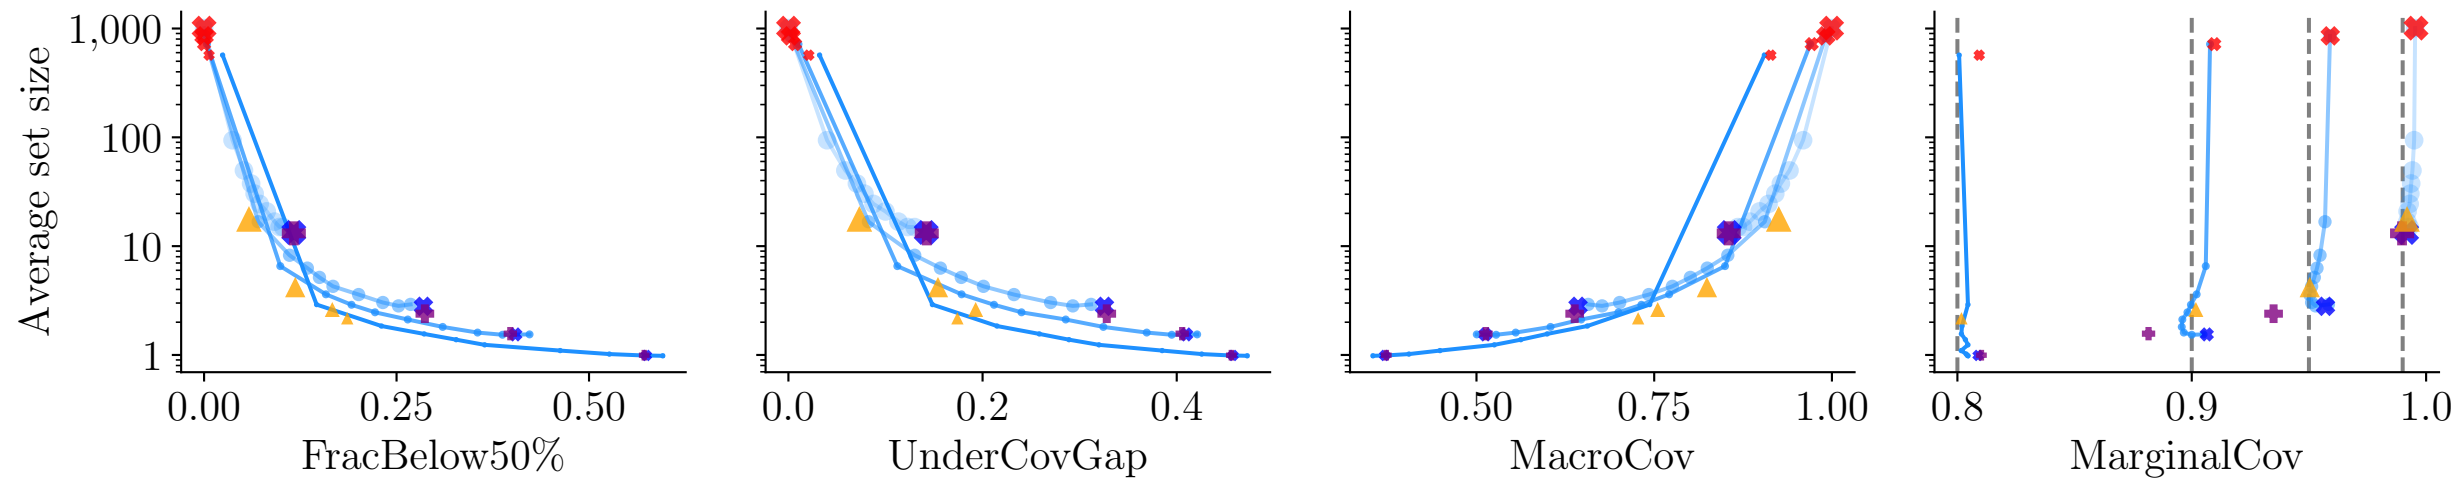 Average set size
1,000
100
10
1
0.00 0.25 0.50
FracBelow50%
0.0 0.2 0.4
UnderCovGap
0.50 0.75 1.00
MacroCov
0.8 0.9 1.0
MarginalCov